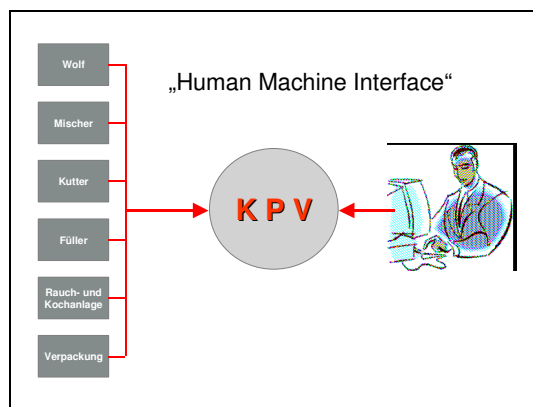 „Human Machine Interface“
Wolf
Mischer
Kutter
Füller
Rauch- und
Kochanlage
Verpackung
K P V